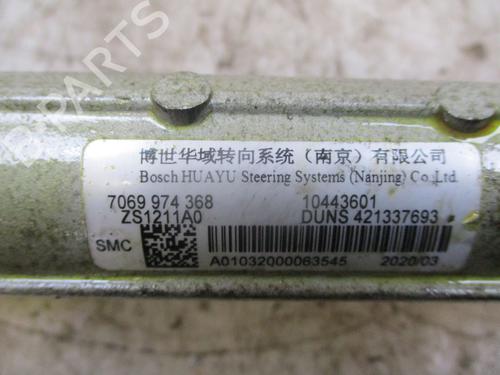 B-PARTS
博世华域转向系统（南京）有限公司
Bosch HUAYU Steering Systems (Nanjing) Co.,Ltd.
7069 974 368 10443601
ZS1211A0 DUNS 421337693
SMC A01032000063545 2020/03